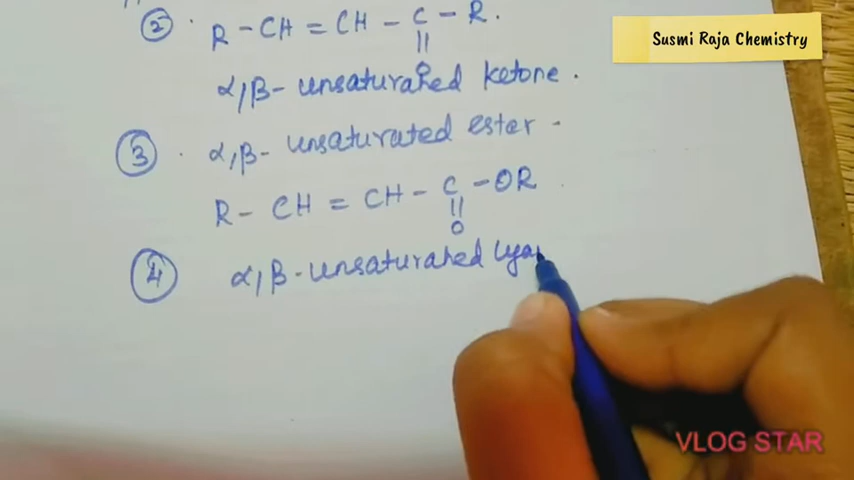 ②. R - CH = CH - C - R.
||
O
α,β- unsaturated ketone.
③. α,β- unsaturated ester -
R - CH = CH - C - OR
||
O
④ α,β-unsaturated
Susmi Raja Chemistry
VLOG STAR